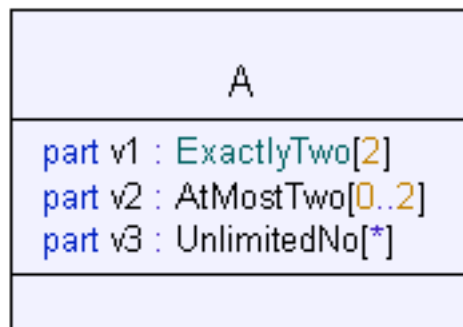 A
part v1 : ExactlyTwo[2]
part v2 : AtMostTwo[0..2]
part v3 : UnlimitedNo[*]